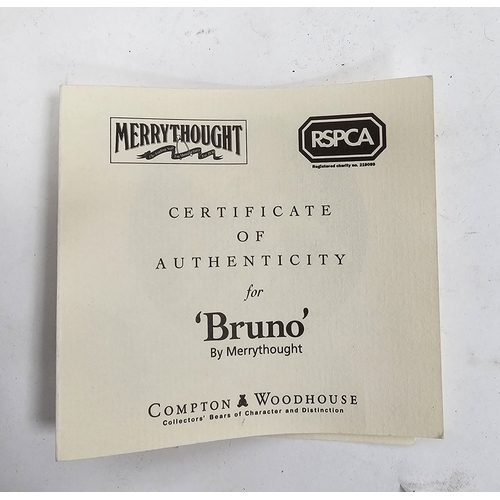 MERRYTHOUGHT
RSPCA
Registered charity no. 219099
CERTIFICATE
OF
AUTHENTICITY
for
'Bruno'
By Merrythought
COMPTON WOODHOUSE
Collectors' Bears of Character and Distinction